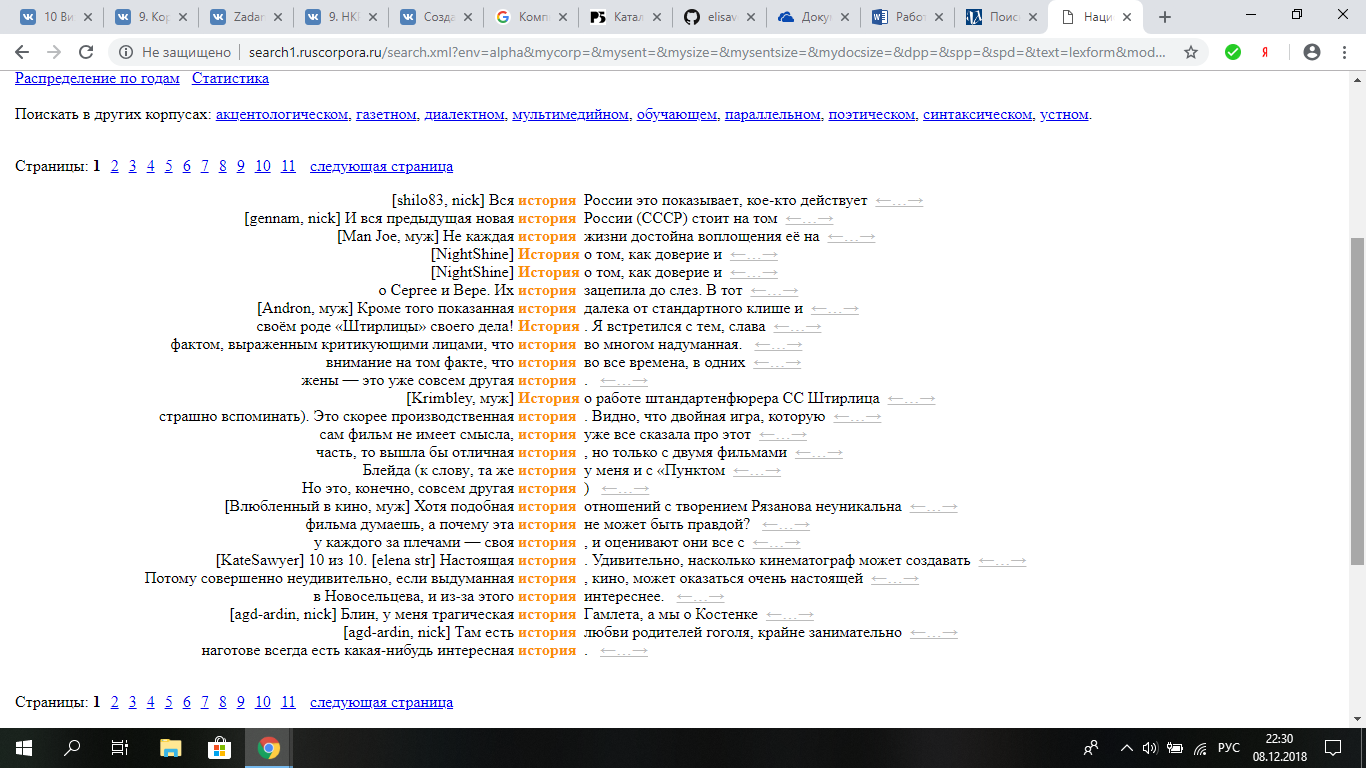 10 Ви
9. Кор
Zadan
9. НКІ
Созда
Комп
Катал
elisav
Доку
Работ
Поис
Наци
Не защищено | search1.ruscorpora.ru/search.xml?env=alpha&mycorp=&mysent=&mysize=&mysentsize=&mydocsize=&dpp=&spp=&spd=&text=lexform&mod...
Распределение по годам Статистика
Поискать в других корпусах: акцентологическом, газетном, диалектном, мультимедийном, обучающем, параллельном, поэтическом, синтаксическом, устном.
Страницы: 1 2 3 4 5 6 7 8 9 10 11 следующая страница
[shilo83, nick] Вся история России это показывает, кое-кто действует ←...→
[gennam, nick] И вся предыдущая новая история России (СССР) стоит на том ←...→
[Man Joe, муж] Не каждая история жизни достойна воплощения её на ←...→
[NightShine] История о том, как доверие и ←...→
[NightShine] История о том, как доверие и ←...→
о Сергее и Вере. Их история зацепила до слез. В тот ←...→
[Andron, муж] Кроме того показанная история далека от стандартного клише и ←...→
своём роде «Штирлицы» своего дела! История . Я встретился с тем, слава ←...→
фактом, выраженным критикующими лицами, что история во многом надуманная. ←...→
внимание на том факте, что история во все времена, в одних ←...→
жены — это уже совсем другая история . ←...→
[Krimbley, муж] История о работе штандартенфюрера СС Штирлица ←...→
страшно вспоминать). Это скорее производственная история . Видно, что двойная игра, которую ←...→
сам фильм не имеет смысла, история уже все сказала про этот ←...→
часть, то вышла бы отличная история , но только с двумя фильмами ←...→
Блейда (к слову, та же история у меня и с «Пунктом ←...→
Но это, конечно, совсем другая история ) ←...→
[Влюбленный в кино, муж] Хотя подобная история отношений с творением Рязанова неуникальна ←...→
фильма думаешь, а почему эта история не может быть правдой? ←...→
у каждого за плечами — своя история , и оценивают они все с ←...→
[KateSawyer] 10 из 10. [elena str] Настоящая история . Удивительно, насколько кинематограф может создавать ←...→
Потому совершенно неудивительно, если выдуманная история , кино, может оказаться очень настоящей ←...→
в Новосельцева, и из-за этого история интереснее. ←...→
[agd-ardin, nick] Блин, у меня трагическая история Гамлета, а мы о Костенке ←...→
[agd-ardin, nick] Там есть история любви родителей гоголя, крайне занимательно ←...→
наготове всегда есть какая-нибудь интересная история . ←...→
Страницы: 1 2 3 4 5 6 7 8 9 10 11 следующая страница
РУС
22:30
08.12.2018